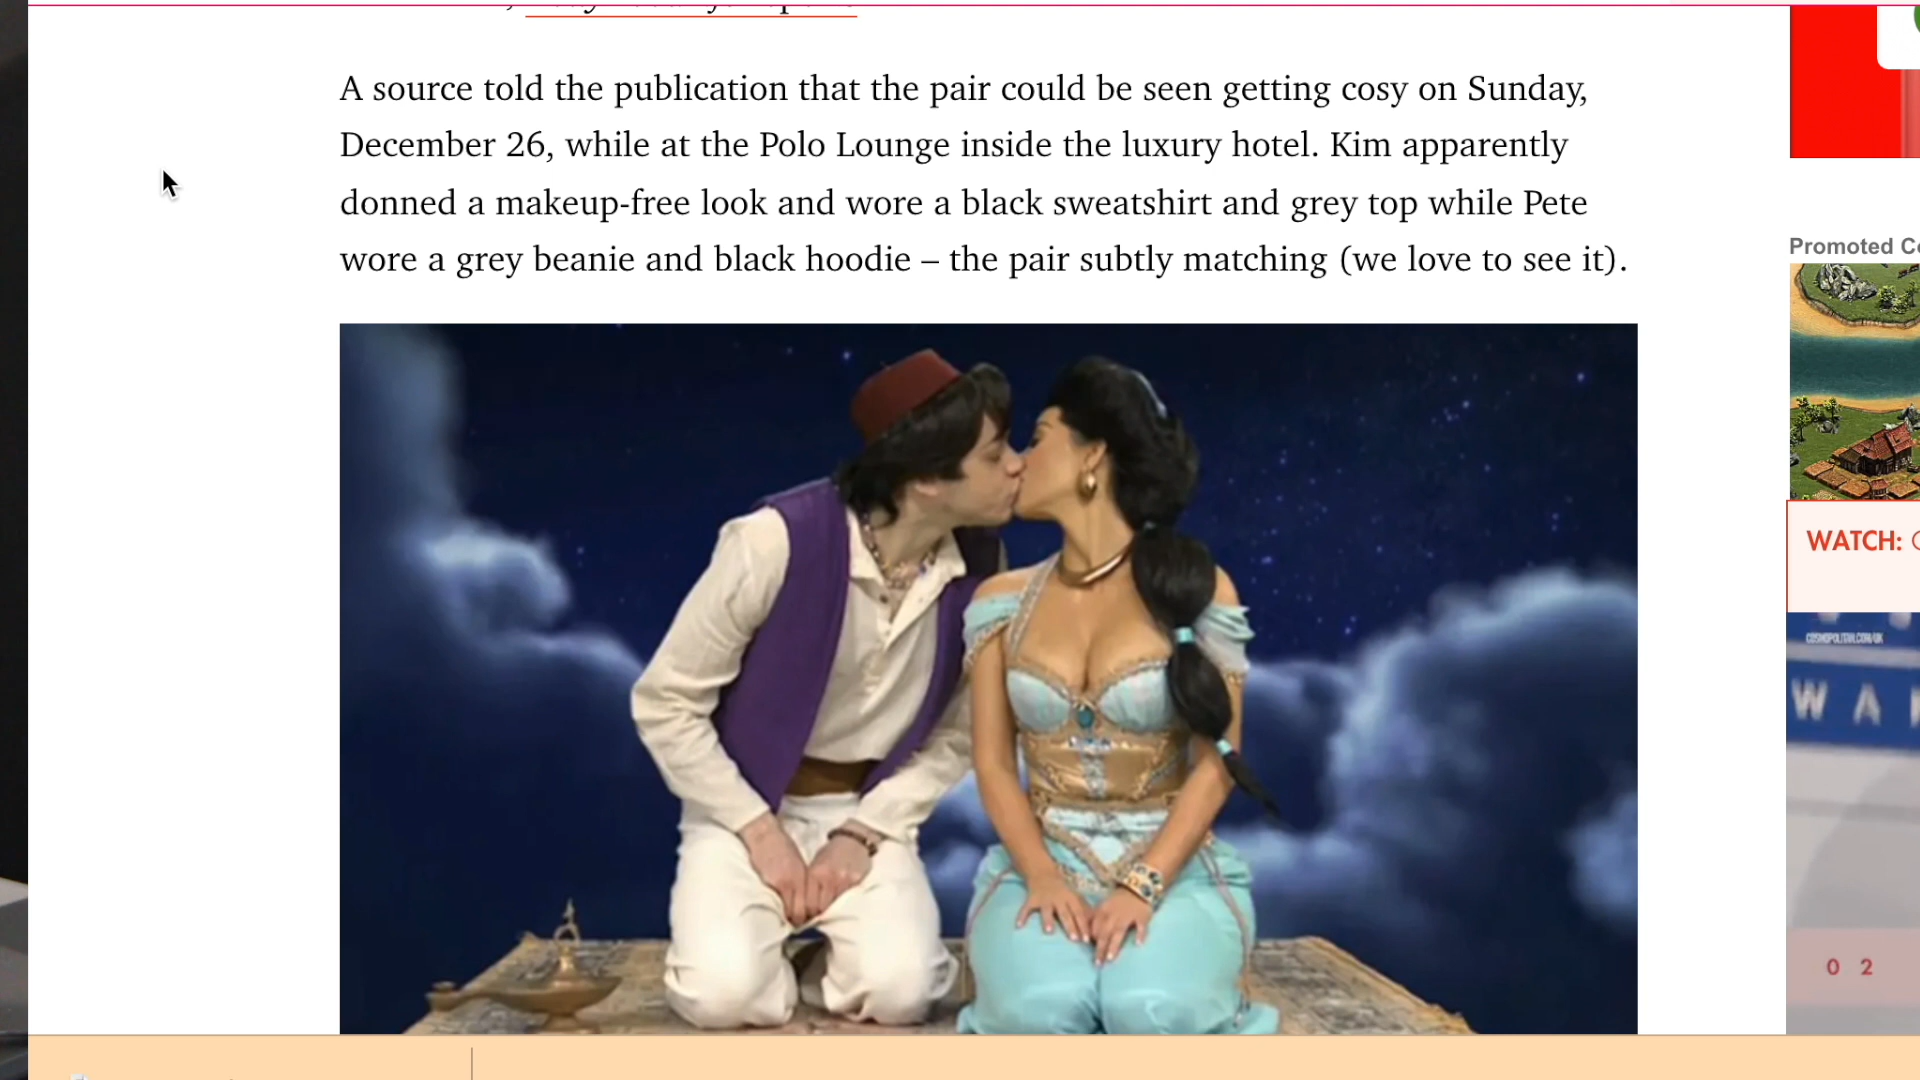 A source told the publication that the pair could be seen getting cosy on Sunday,
December 26, while at the Polo Lounge inside the luxury hotel. Kim apparently
donned a makeup-free look and wore a black sweatshirt and grey top while Pete
wore a grey beanie and black hoodie – the pair subtly matching (we love to see it).
Promoted
WATCH:
COSMOPOLITAN.COM/UK
W A
0 2